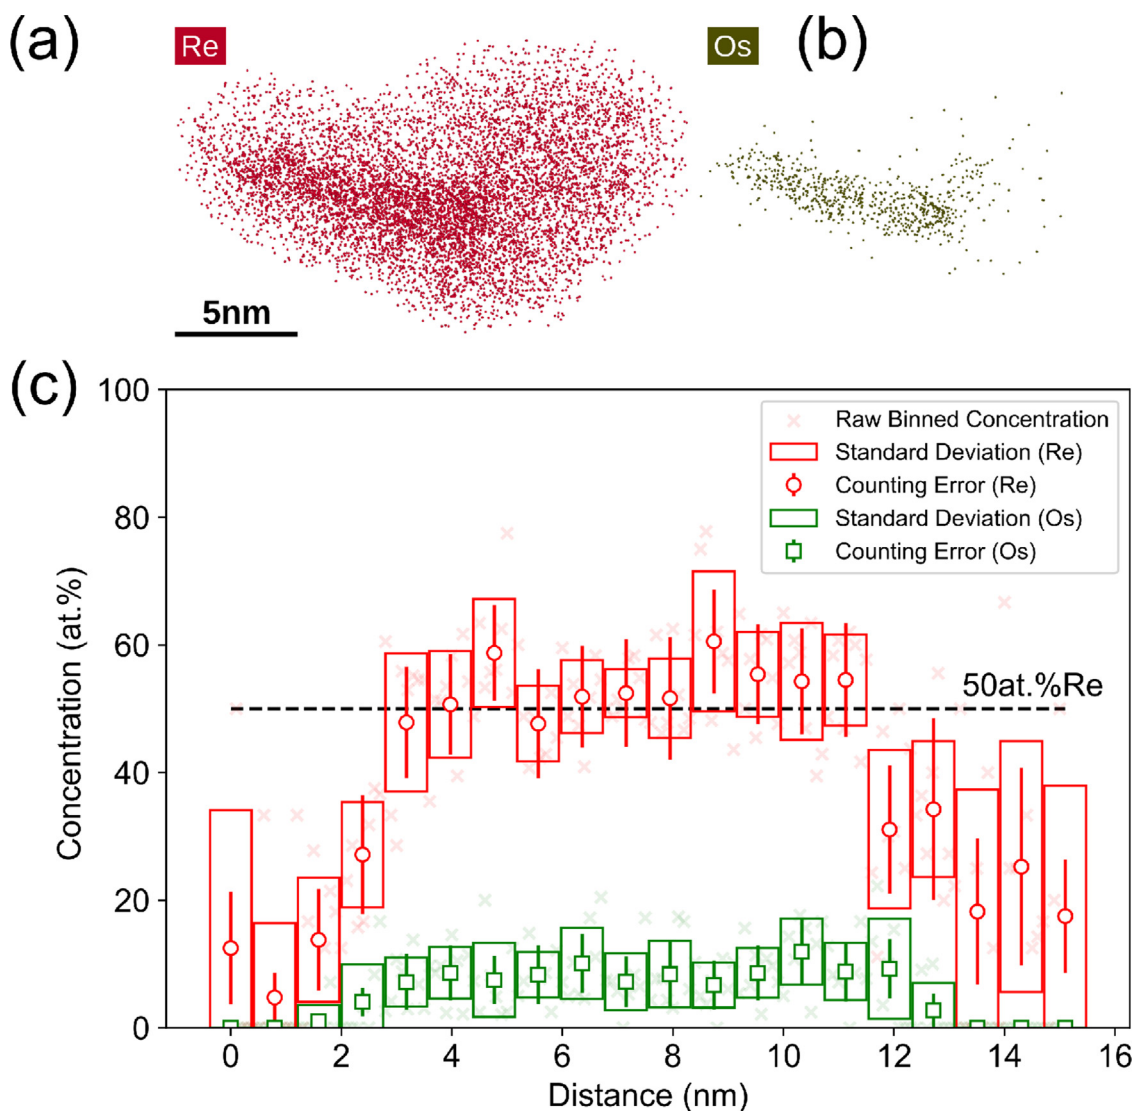 (a)
Re
Os
(b)
5nm
(c)
100
80
60
40
20
0
Concentration (at.%)
Raw Binned Concentration
Standard Deviation (Re)
Counting Error (Re)
Standard Deviation (Os)
Counting Error (Os)
50at.%Re
0 2 4 6 8 10 12 14 16
Distance (nm)